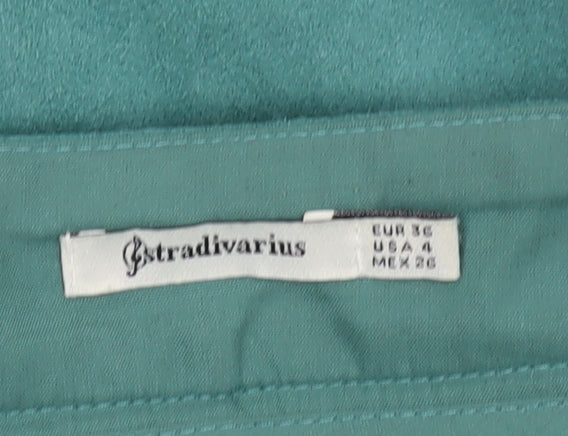 stradivarius
EUR 36
USA 4
MEX 26